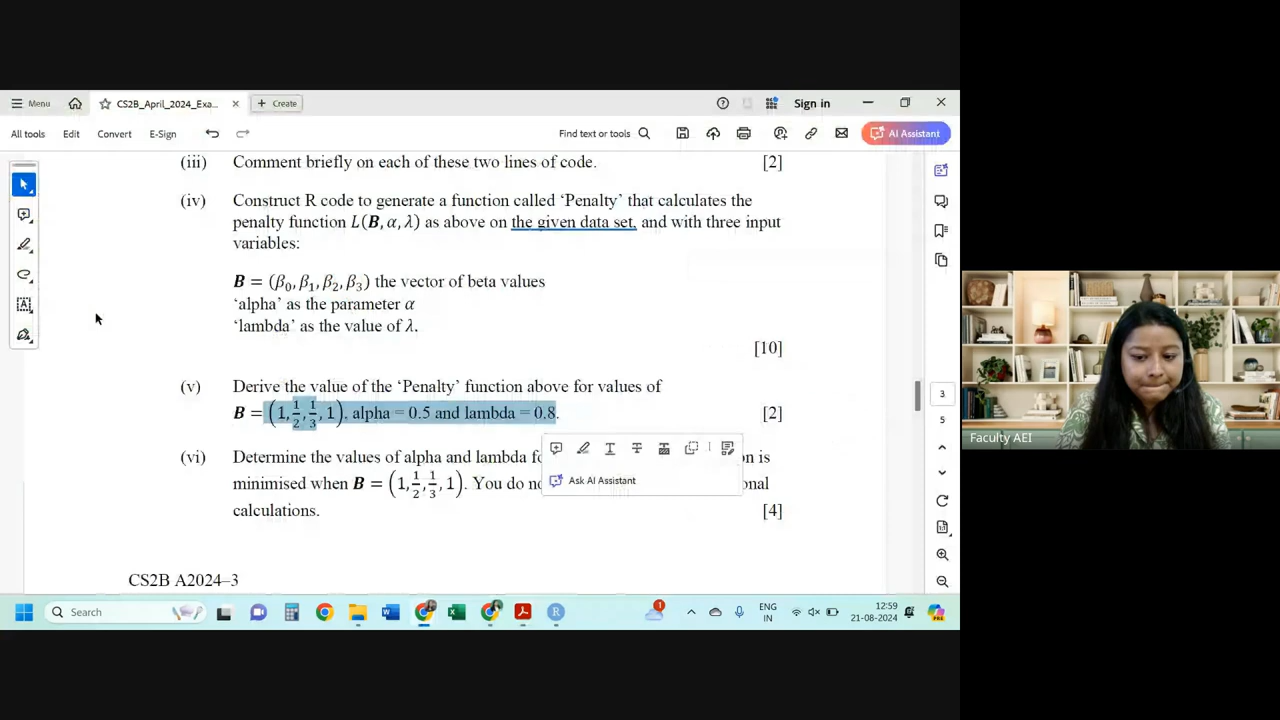 Menu
CS2B_April_2024_Exa...
Create
Sign in
All tools
Edit
Convert
E-Sign
Find text or tools
AI Assistant
(iii) Comment briefly on each of these two lines of code. [2]
(iv) Construct R code to generate a function called ‘Penalty’ that calculates the
penalty function L(B, α, λ) as above on the given data set, and with three input
variables:
B = (β0, β1, β2, β3) the vector of beta values
‘alpha’ as the parameter α
‘lambda’ as the value of λ.
[10]
(v) Derive the value of the ‘Penalty’ function above for values of
B = (1, 1/2, 1/3, 1), alpha = 0.5 and lambda = 0.8. [2]
(vi) Determine the values of alpha and lambda is
minimised when B = (1, 1/2, 1/3, 1). You do
calculations. [4]
Ask AI Assistant
CS2B A2024–3
3
5
Faculty AEI
Search
1
ENG
IN
12:59
21-08-2024